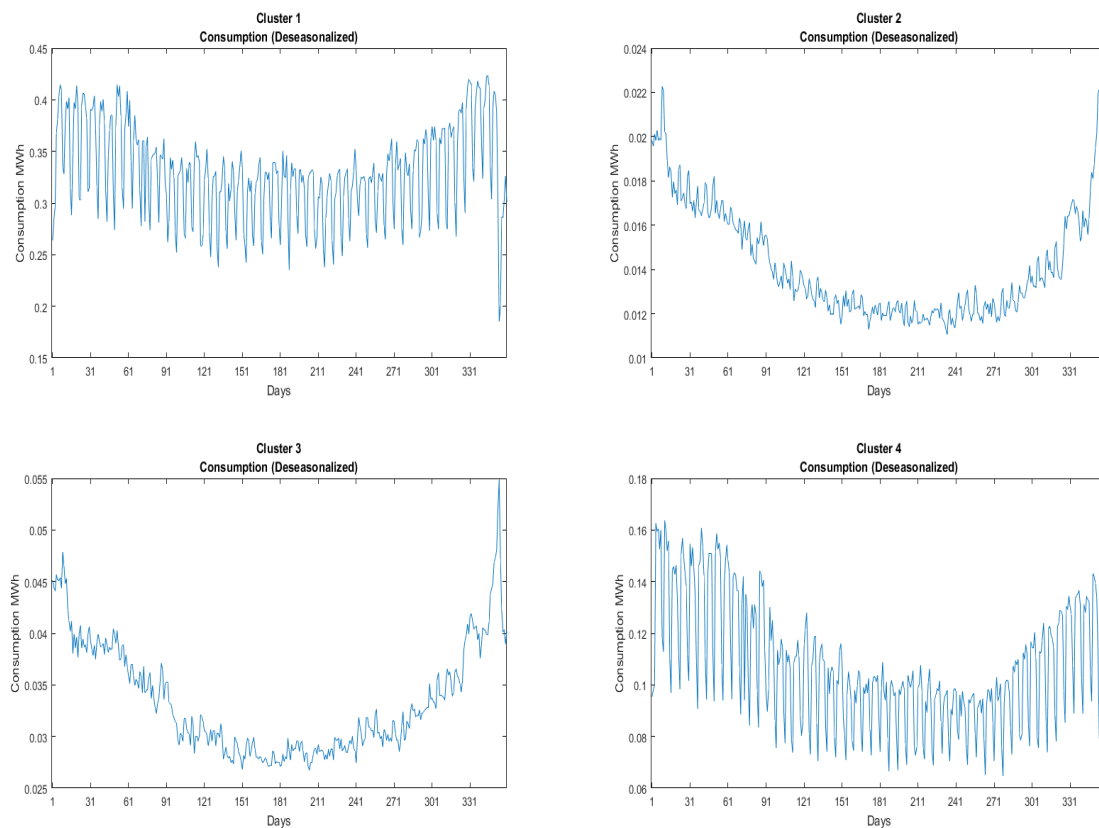 Cluster 1
Consumption (Deseasonalized)
0.45
0.4
0.35
0.3
0.25
0.2
0.15
Consumption MWh
1 31 61 91 121 151 181 211 241 271 301 331
Days
Cluster 2
Consumption (Deseasonalized)
0.024
0.022
0.02
0.018
0.016
0.014
0.012
0.01
Consumption MWh
1 31 61 91 121 151 181 211 241 271 301 331
Days
Cluster 3
Consumption (Deseasonalized)
0.055
0.05
0.045
0.04
0.035
0.03
0.025
Consumption MWh
1 31 61 91 121 151 181 211 241 271 301 331
Days
Cluster 4
Consumption (Deseasonalized)
0.18
0.16
0.14
0.12
0.1
0.08
0.06
Consumption MWh
1 31 61 91 121 151 181 211 241 271 301 331
Days